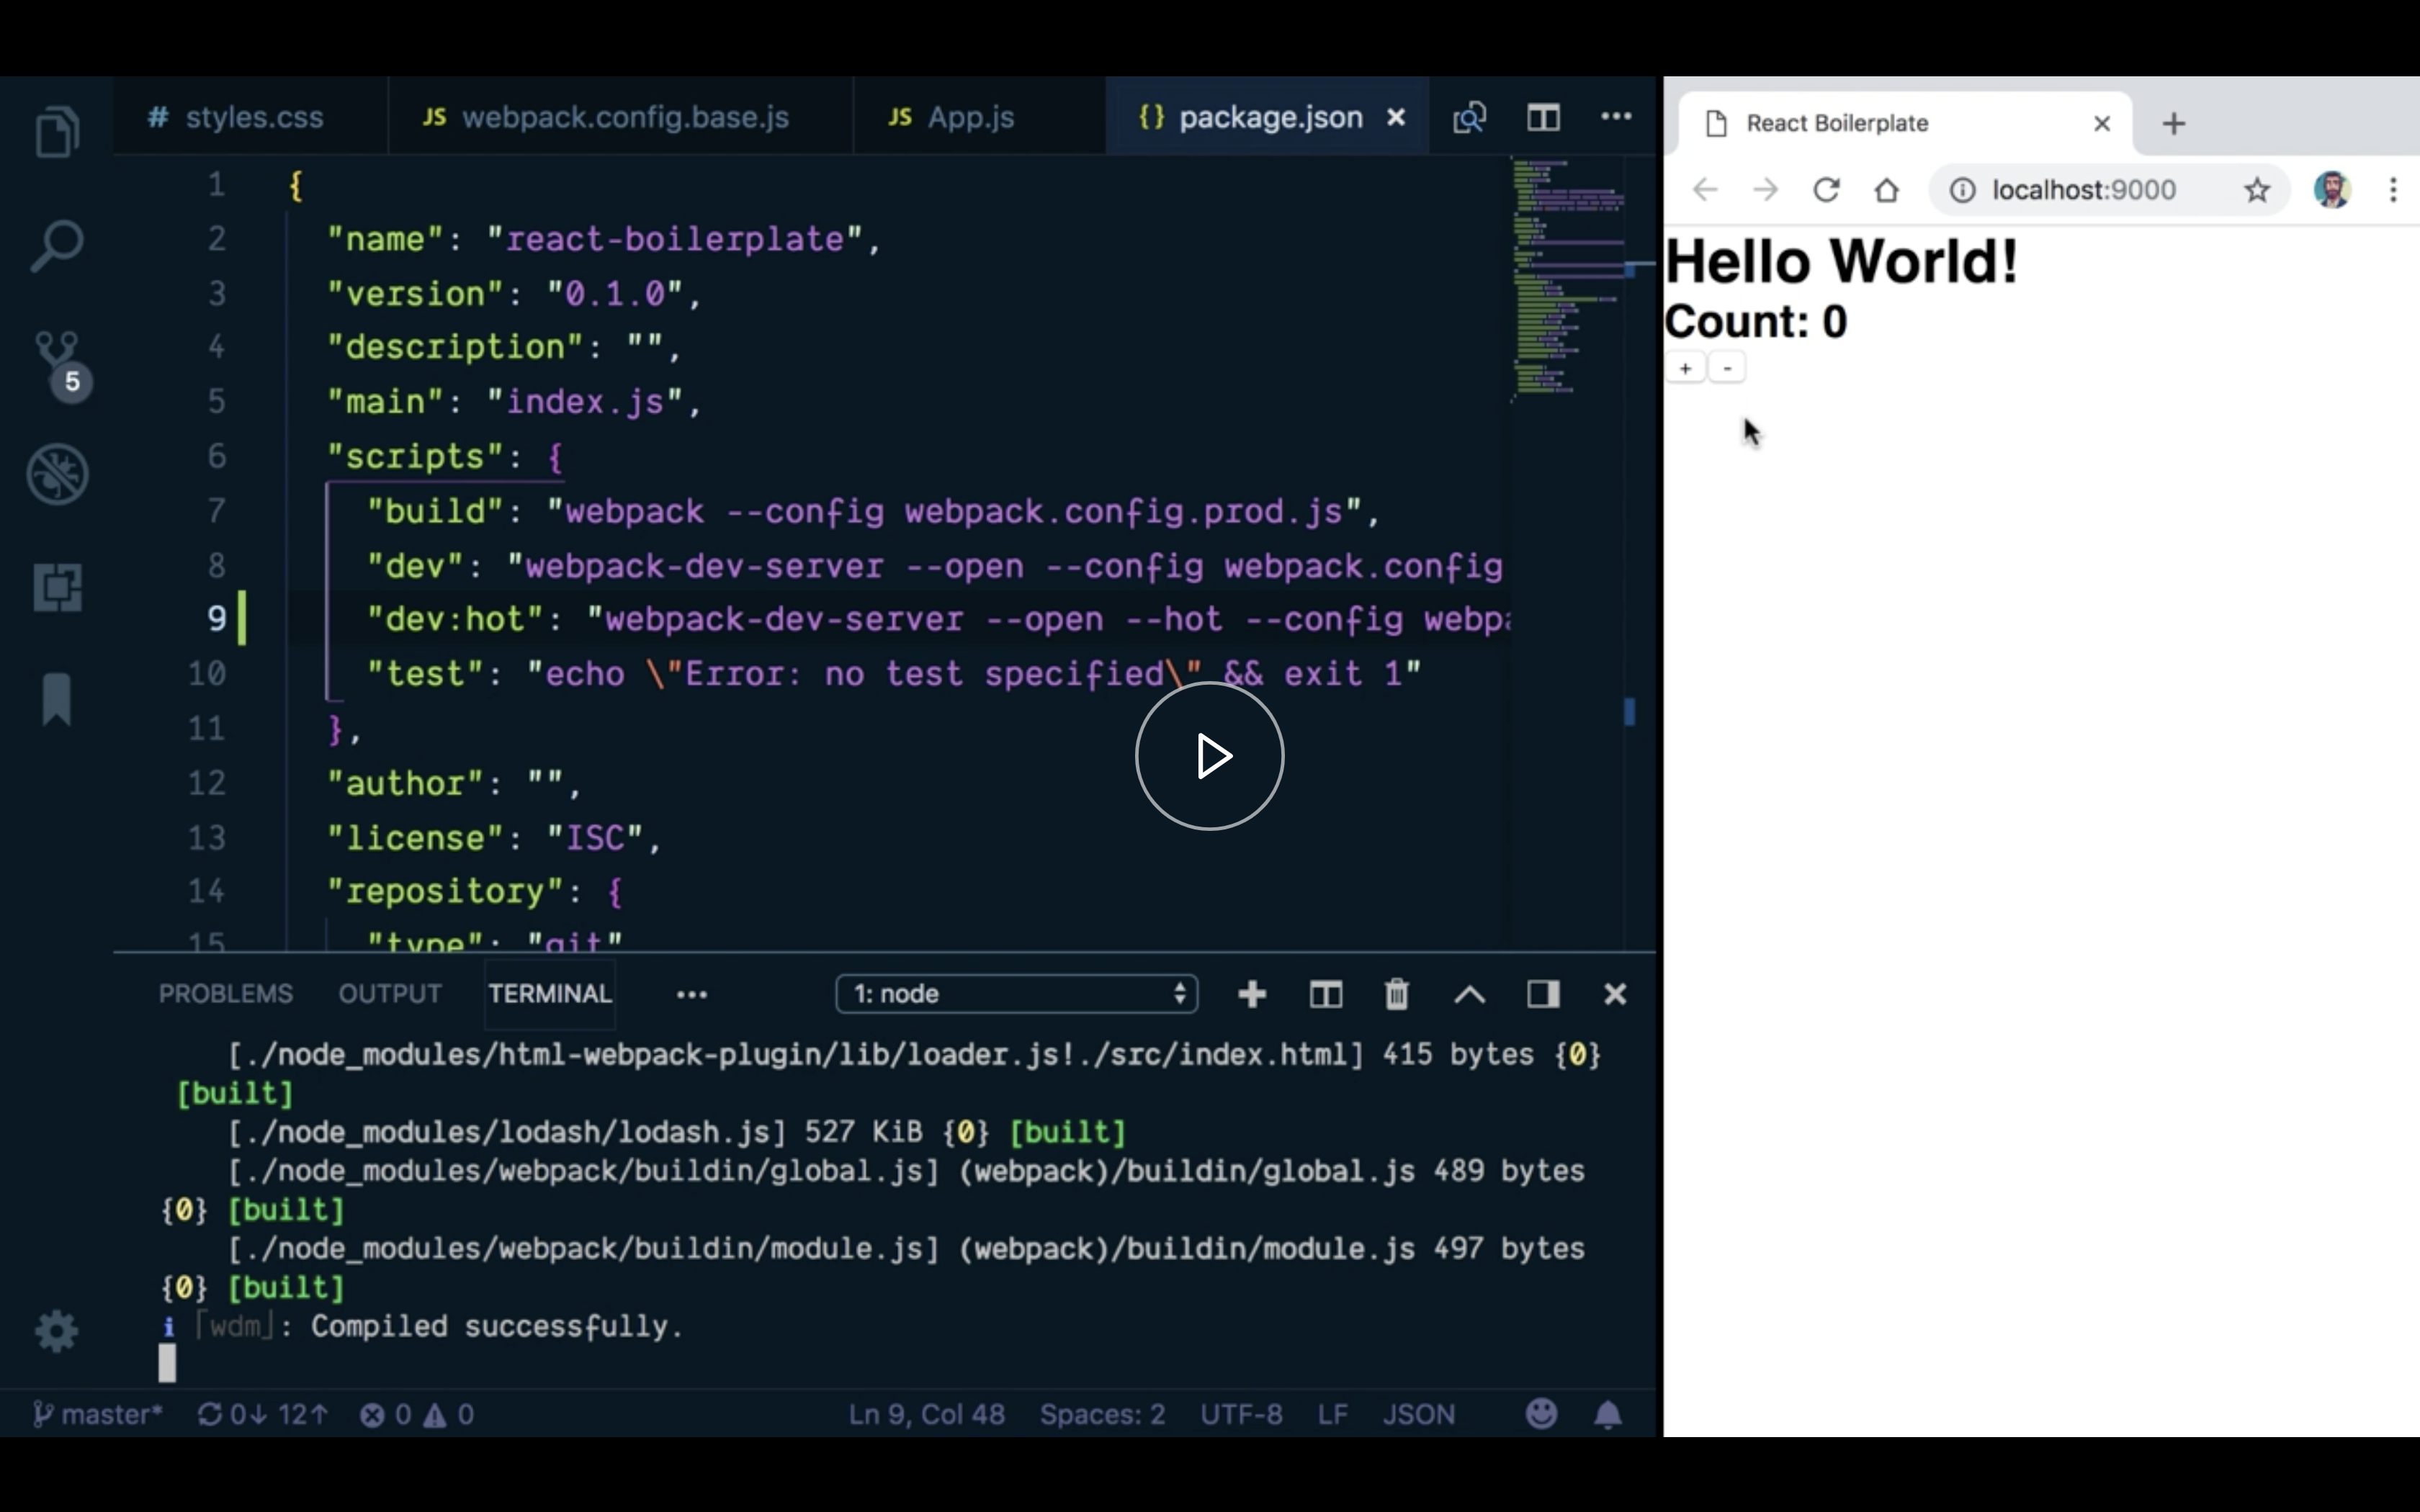 # styles.css
JS webpack.config.base.js
JS App.js
{} package.json
1 {
2 "name": "react-boilerplate",
3 "version": "0.1.0",
4 "description": "",
5 "main": "index.js",
6 "scripts": {
7 "build": "webpack --config webpack.config.prod.js",
8 "dev": "webpack-dev-server --open --config webpack.config
9 "dev:hot": "webpack-dev-server --open --hot --config webpa
10 "test": "echo \"Error: no test specified\" && exit 1"
11 },
12 "author": "",
13 "license": "ISC",
14 "repository": {
15 "type": "git"
5
PROBLEMS OUTPUT TERMINAL ••• 1: node
[./node_modules/html-webpack-plugin/lib/loader.js!./src/index.html] 415 bytes {0}
[built]
[./node_modules/lodash/lodash.js] 527 KiB {0} [built]
[./node_modules/webpack/buildin/global.js] (webpack)/buildin/global.js 489 bytes
{0} [built]
[./node_modules/webpack/buildin/module.js] (webpack)/buildin/module.js 497 bytes
{0} [built]
i ｢wdm｣: Compiled successfully.
master* 0↓ 12↑ 0 0 Ln 9, Col 48 Spaces: 2 UTF-8 LF JSON
React Boilerplate
localhost:9000
Hello World!
Count: 0
+ -